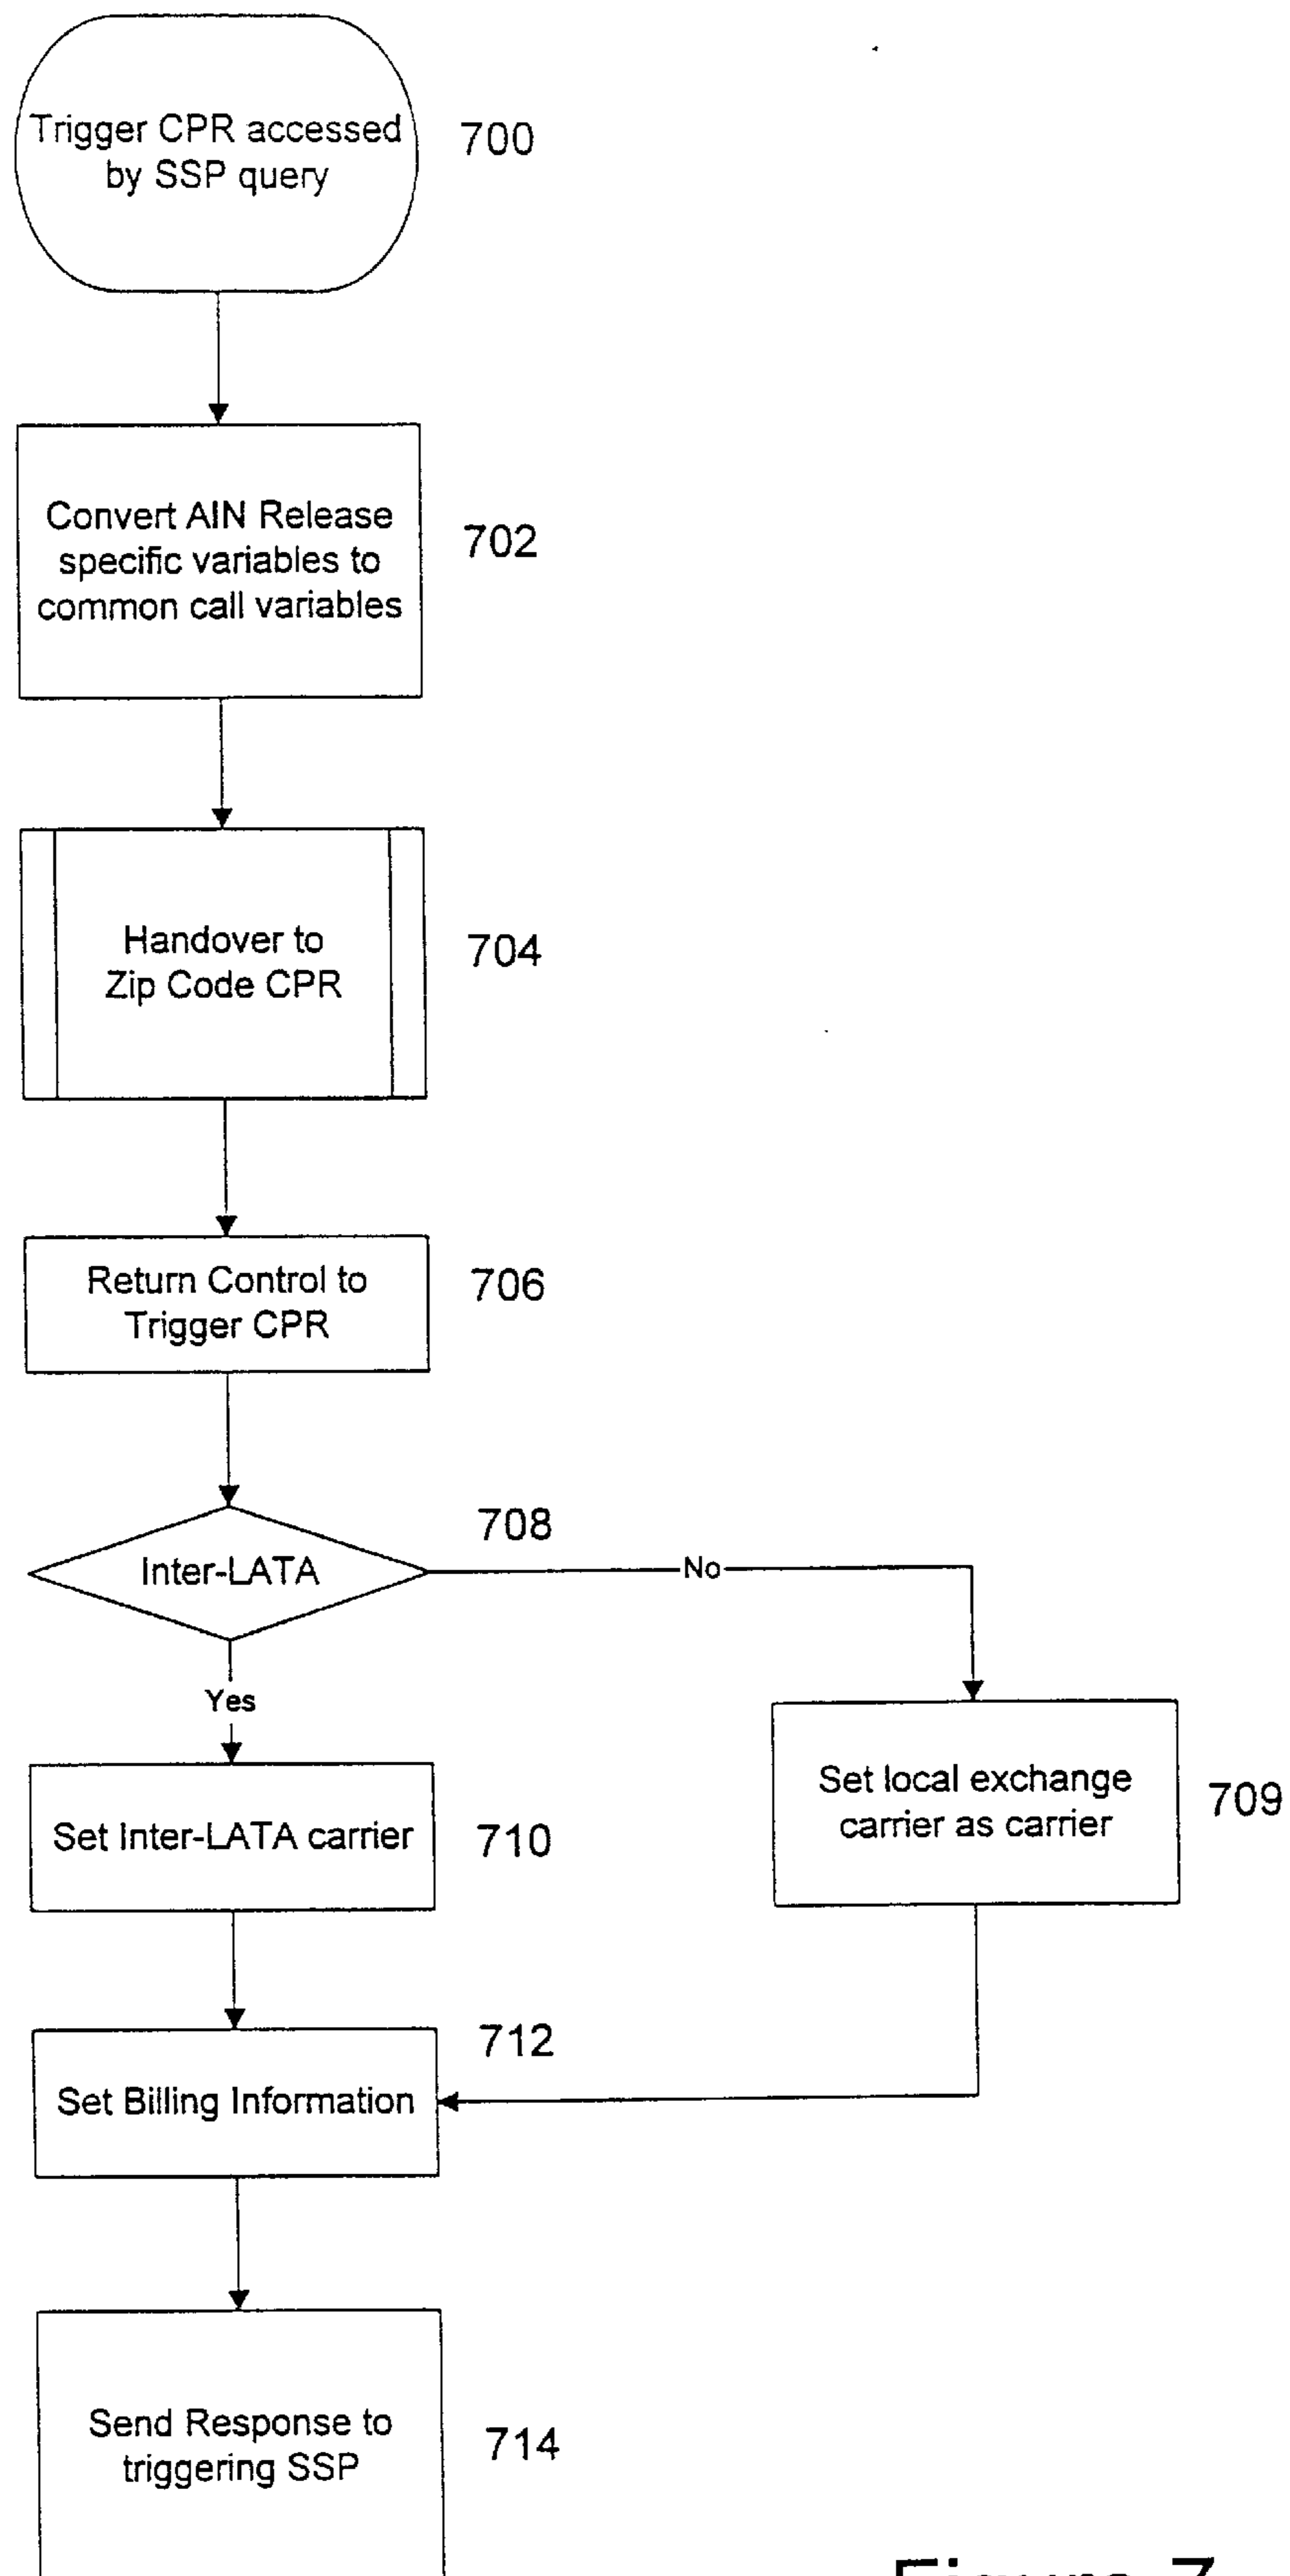 Trigger CPR accessed
by SSP query
700
Convert AIN Release
specific variables to
common call variables
702
Handover to
Zip Code CPR
704
Return Control to
Trigger CPR
706
708
Inter-LATA
No
Yes
Set local exchange
carrier as carrier
709
Set Inter-LATA carrier
710
712
Set Billing Information
Send Response to
triggering SSP
714
Figure 7